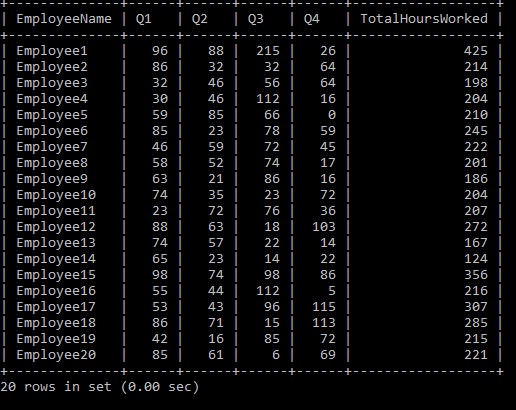 | EmployeeName | Q1 | Q2 | Q3 | Q4 | TotalHoursWorked |
| Employee1 | 96 | 88 | 215 | 26 | 425 |
| Employee2 | 86 | 32 | 32 | 64 | 214 |
| Employee3 | 32 | 46 | 56 | 64 | 198 |
| Employee4 | 30 | 46 | 112 | 16 | 204 |
| Employee5 | 59 | 85 | 66 | 0 | 210 |
| Employee6 | 85 | 23 | 78 | 59 | 245 |
| Employee7 | 46 | 59 | 72 | 45 | 222 |
| Employee8 | 58 | 52 | 74 | 17 | 201 |
| Employee9 | 63 | 21 | 86 | 16 | 186 |
| Employee10 | 74 | 35 | 23 | 72 | 204 |
| Employee11 | 23 | 72 | 76 | 36 | 207 |
| Employee12 | 88 | 63 | 18 | 103 | 272 |
| Employee13 | 74 | 57 | 22 | 14 | 167 |
| Employee14 | 65 | 23 | 14 | 22 | 124 |
| Employee15 | 98 | 74 | 98 | 86 | 356 |
| Employee16 | 55 | 44 | 112 | 5 | 216 |
| Employee17 | 53 | 43 | 96 | 115 | 307 |
| Employee18 | 86 | 71 | 15 | 113 | 285 |
| Employee19 | 42 | 16 | 85 | 72 | 215 |
| Employee20 | 85 | 61 | 6 | 69 | 221 |
20 rows in set (0.00 sec)